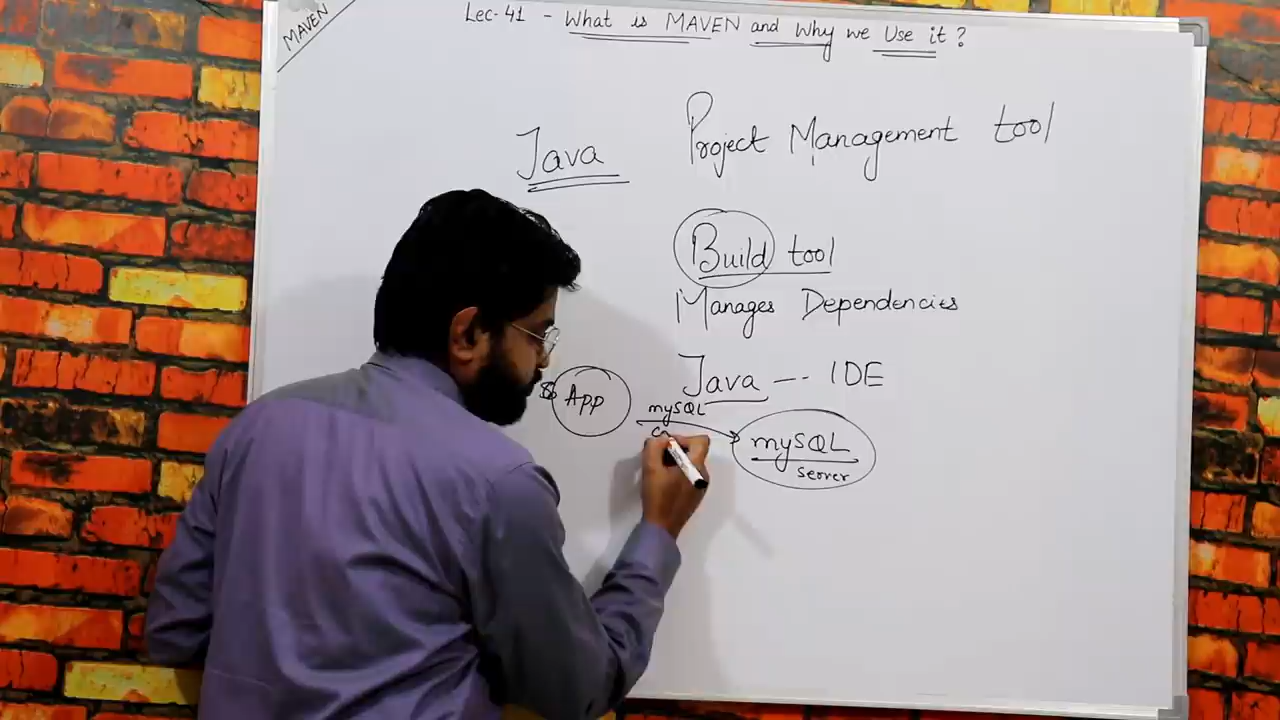 MAVEN
Lec-41 - What is MAVEN and Why we Use it ?
Java
Project Management tool
Build tool
Manages Dependencies
Java --- IDE
App
mySQL
mySQL
server